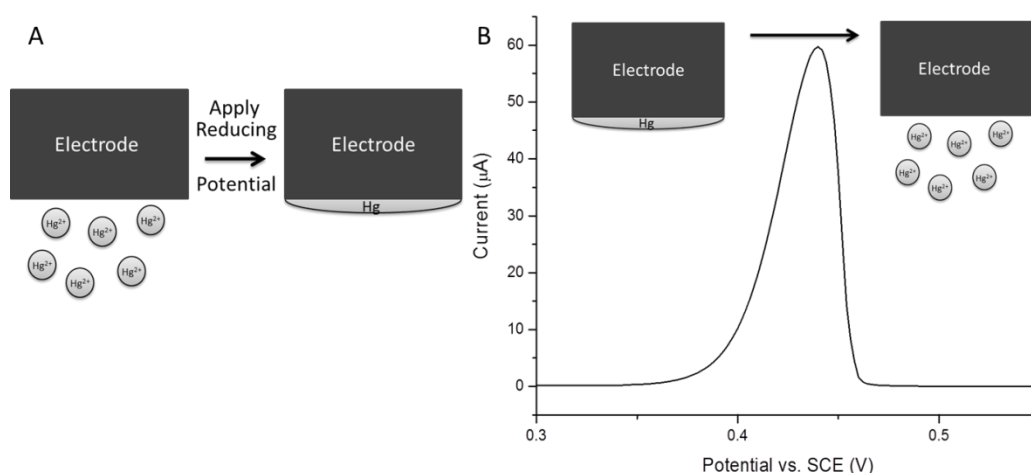 A
Electrode
Hg²⁺
Hg²⁺
Hg²⁺
Hg²⁺
Hg²⁺
Hg²⁺
Apply
Reducing
Potential
Electrode
Hg
B
Electrode
Hg
Electrode
Hg²⁺
Hg²⁺
Hg²⁺
Hg²⁺
Hg²⁺
Hg²⁺
Current (μA)
60
50
40
30
20
10
0
0.3
0.4
0.5
Potential vs. SCE (V)